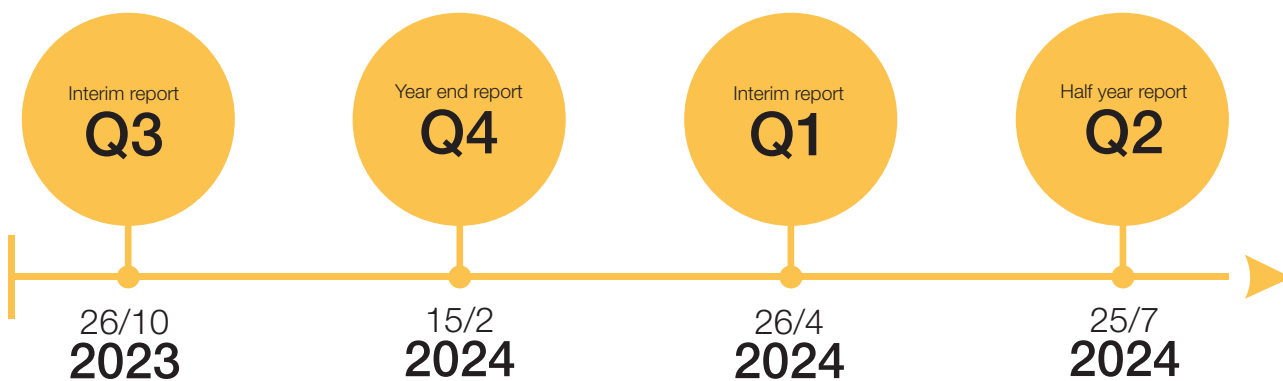 Interim report
Q3
26/10
2023
Year end report
Q4
15/2
2024
Interim report
Q1
26/4
2024
Half year report
Q2
25/7
2024